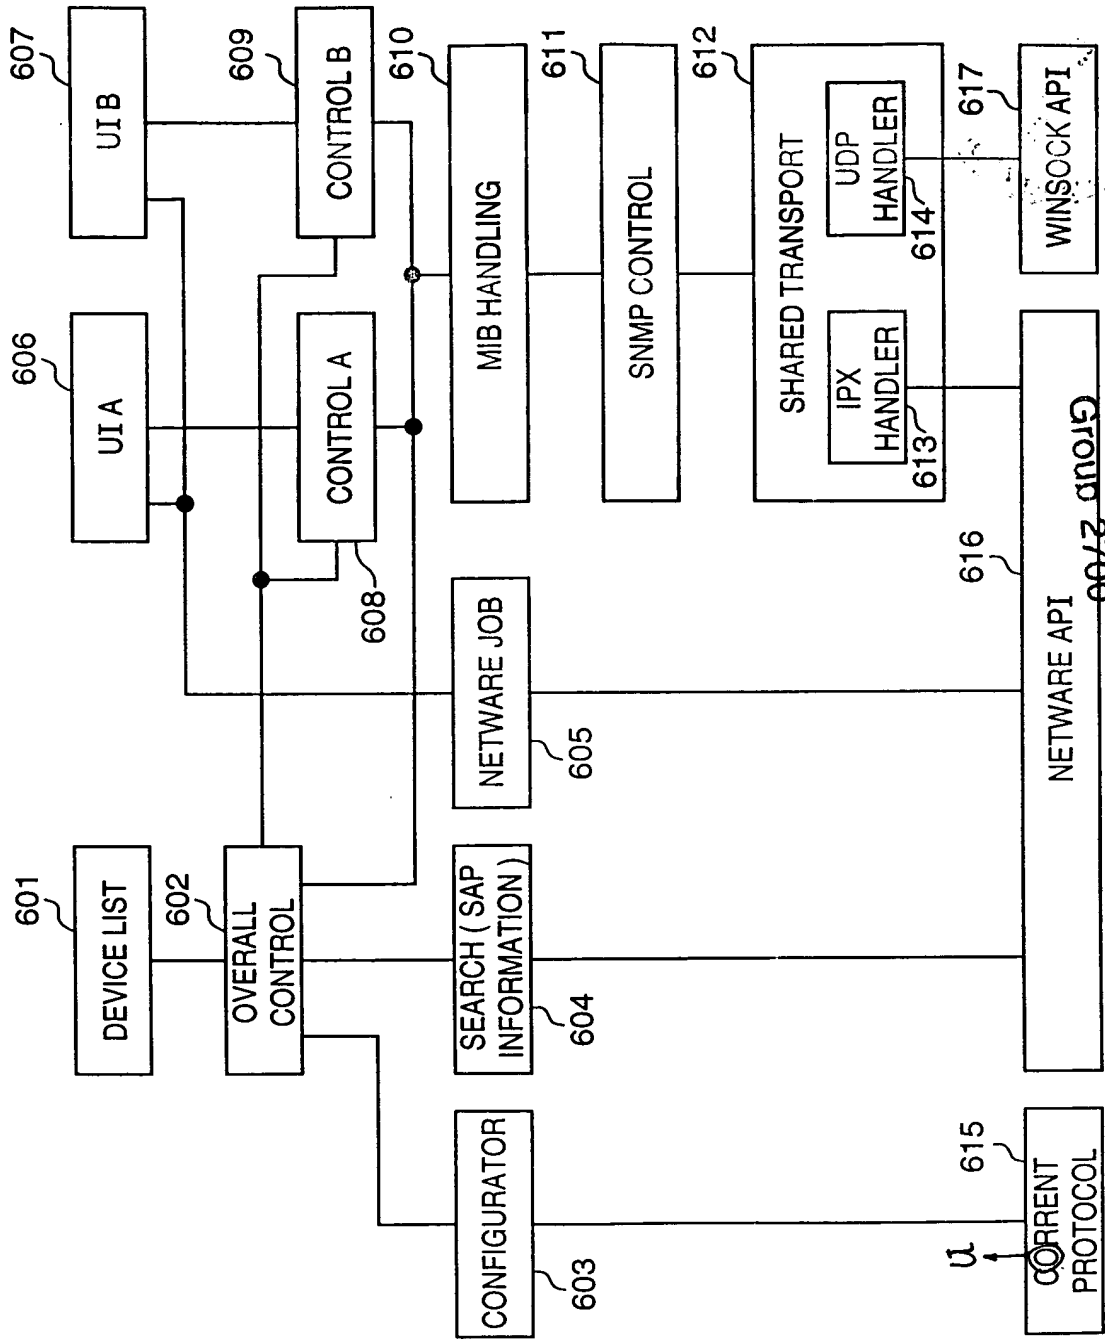 601
DEVICE LIST
606
UI A
607
UI B
602
OVERALL
CONTROL
608
CONTROL A
609
CONTROL B
603
CONFIGURATOR
604
SEARCH ( SAP
INFORMATION )
605
NETWARE JOB
610
MIB HANDLING
611
SNMP CONTROL
612
SHARED TRANSPORT
613
IPX
HANDLER
614
UDP
HANDLER
615
u
CORRENT
PROTOCOL
616
NETWARE API
617
WINSOCK API
Group 2700